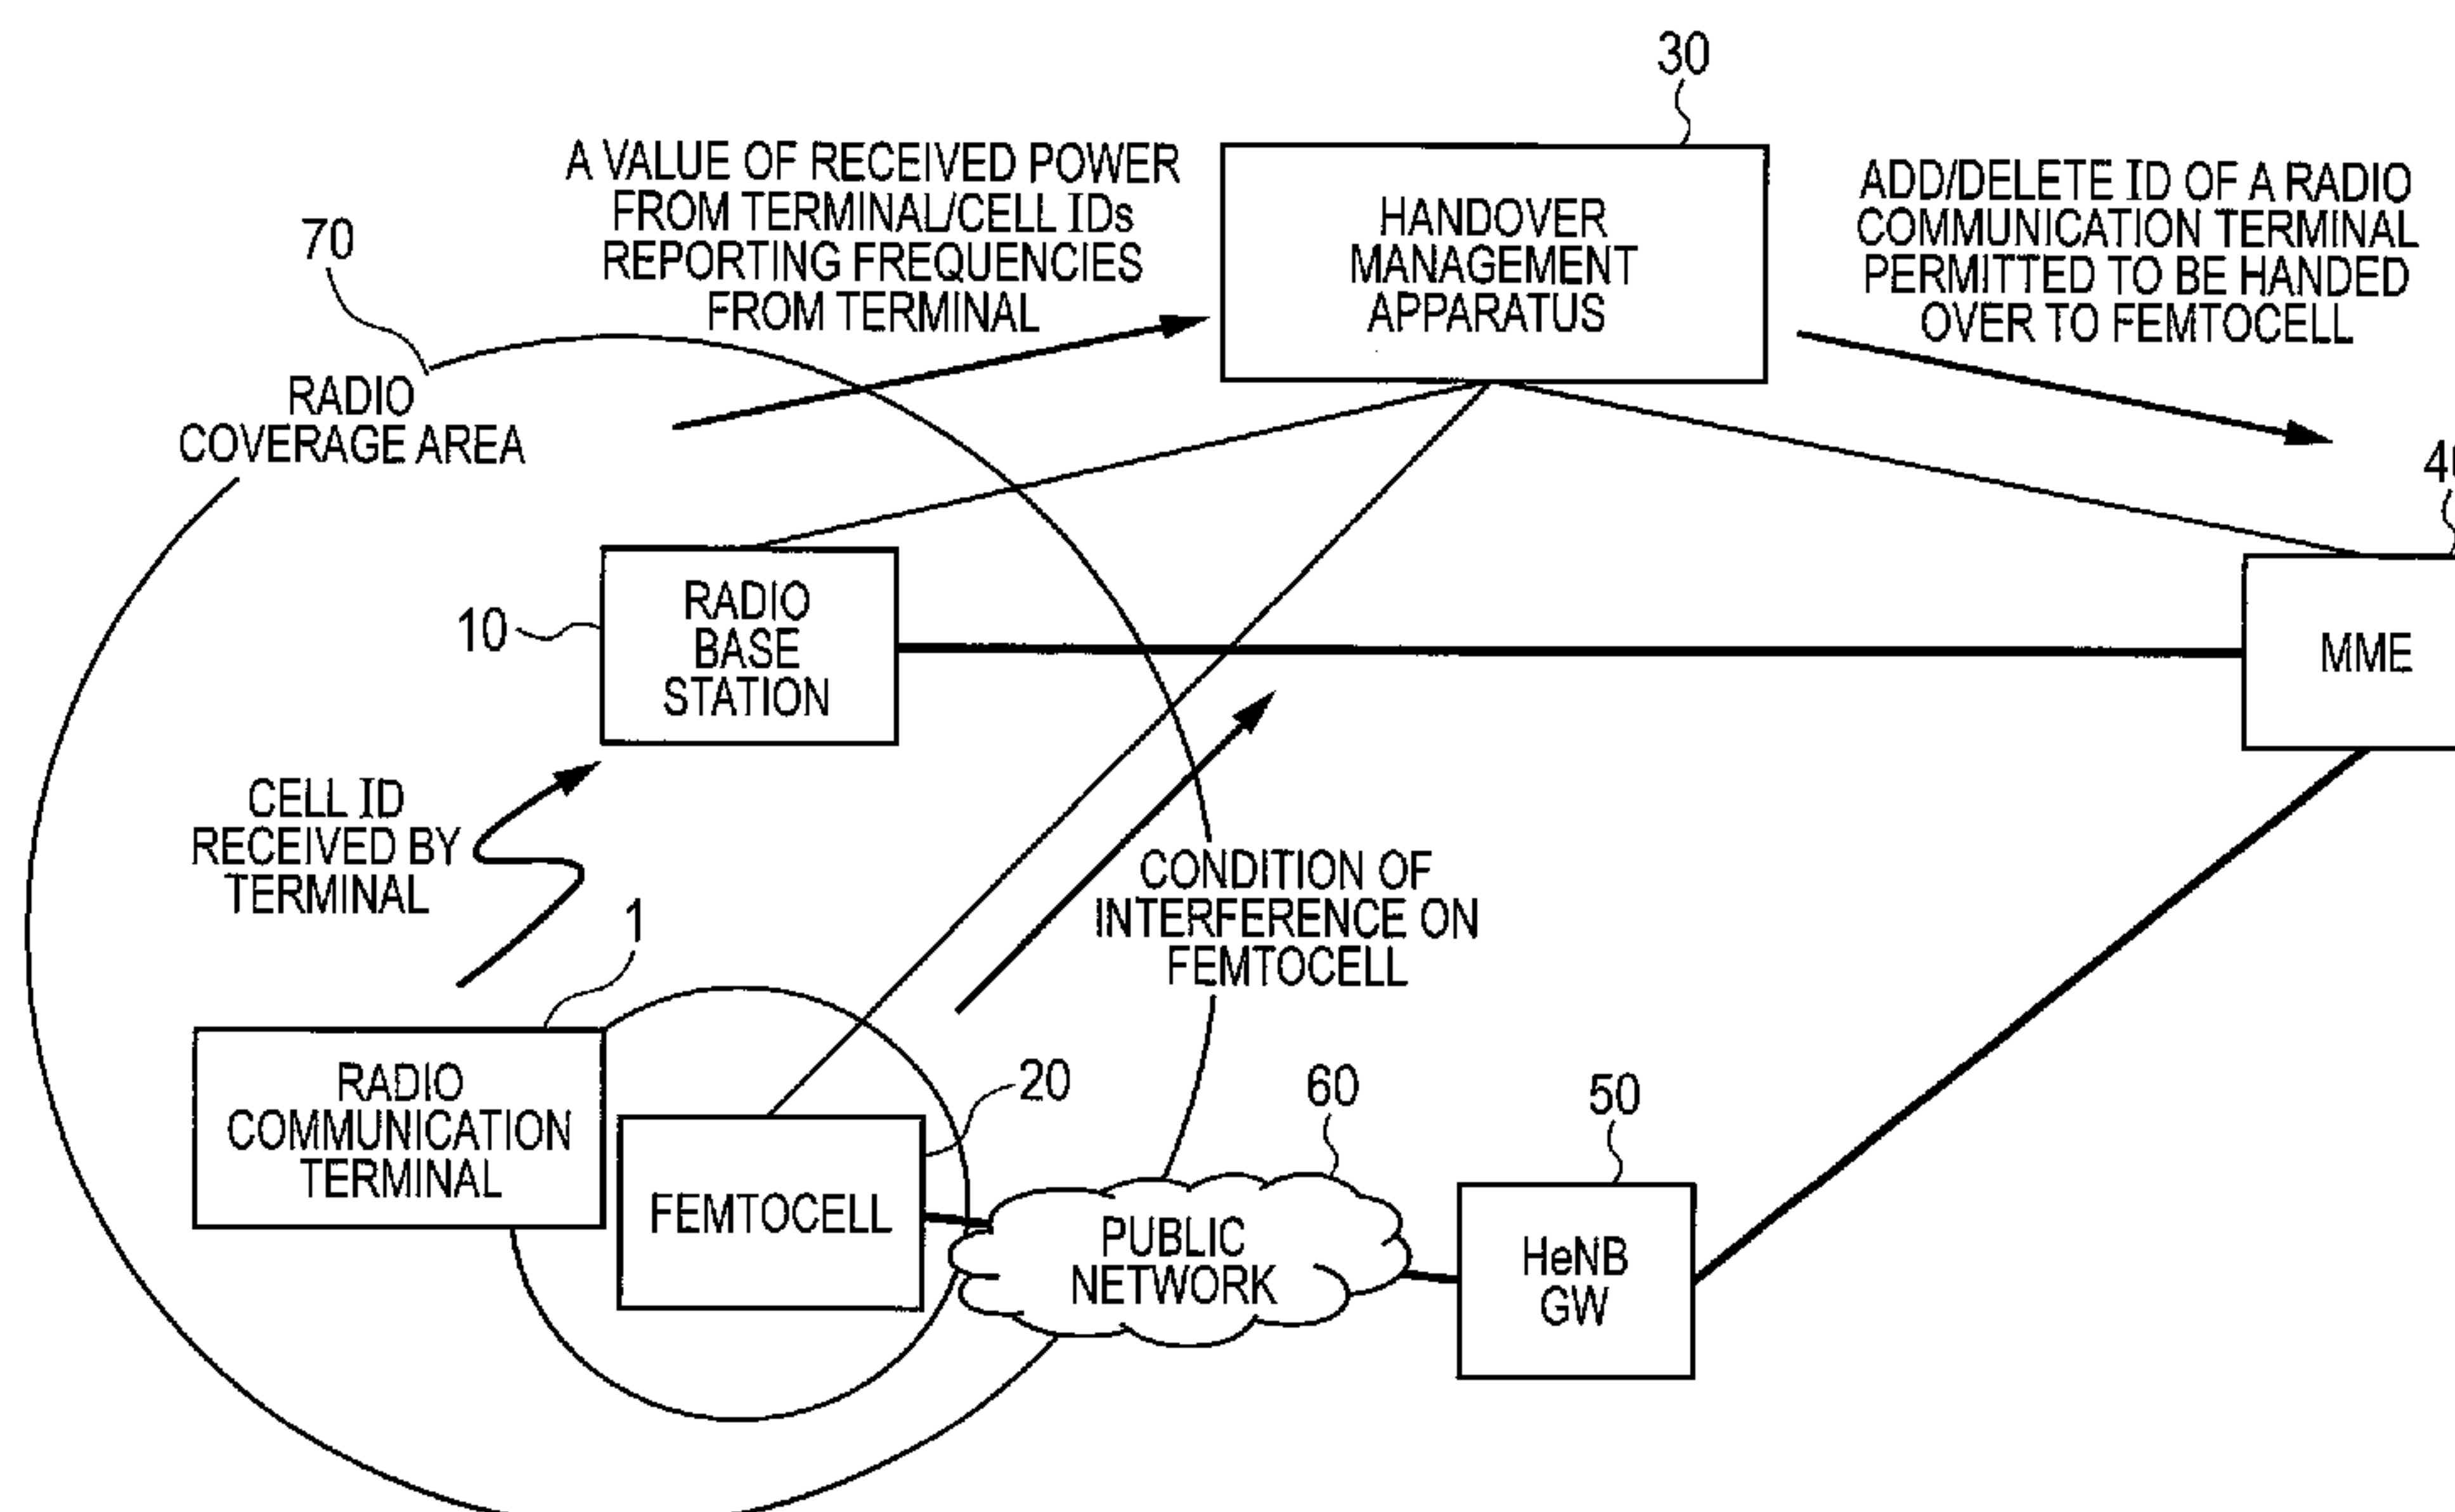 30
A VALUE OF RECEIVED POWER
FROM TERMINAL/CELL IDs
REPORTING FREQUENCIES
FROM TERMINAL
HANDOVER
MANAGEMENT
APPARATUS
ADD/DELETE ID OF A RADIO
COMMUNICATION TERMINAL
PERMITTED TO BE HANDED
OVER TO FEMTOCELL
70
RADIO
COVERAGE AREA
10
RADIO
BASE
STATION
MME
CELL ID
RECEIVED BY
TERMINAL
CONDITION OF
INTERFERENCE ON
FEMTOCELL
1
RADIO
COMMUNICATION
TERMINAL
20
FEMTOCELL
60
PUBLIC
NETWORK
50
HeNB
GW